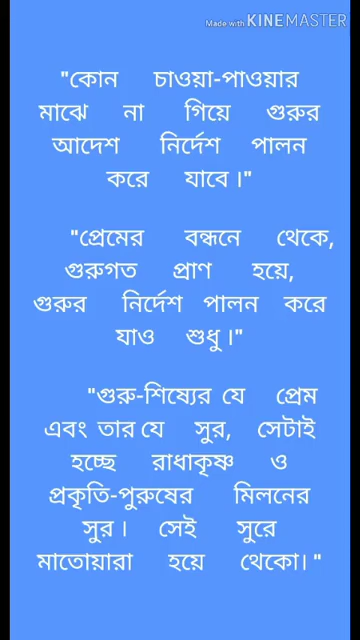 Made with KINEMASTER
"কোন চাওয়া-পাওয়ার
মাঝে না গিয়ে গুরুর
আদেশ নির্দেশ পালন
করে যাবে।"
"প্রেমের বন্ধনে থেকে,
গুরুগত প্রাণ হয়ে,
গুরুর নির্দেশ পালন করে
যাও শুধু।"
"গুরু-শিষ্যের যে প্রেম
এবং তার যে সুর, সেটাই
হচ্ছে রাধাকৃষ্ণ ও
প্রকৃতি-পুরুষের মিলনের
সুর। সেই সুরে
মাতোয়ারা হয়ে থেকো। "